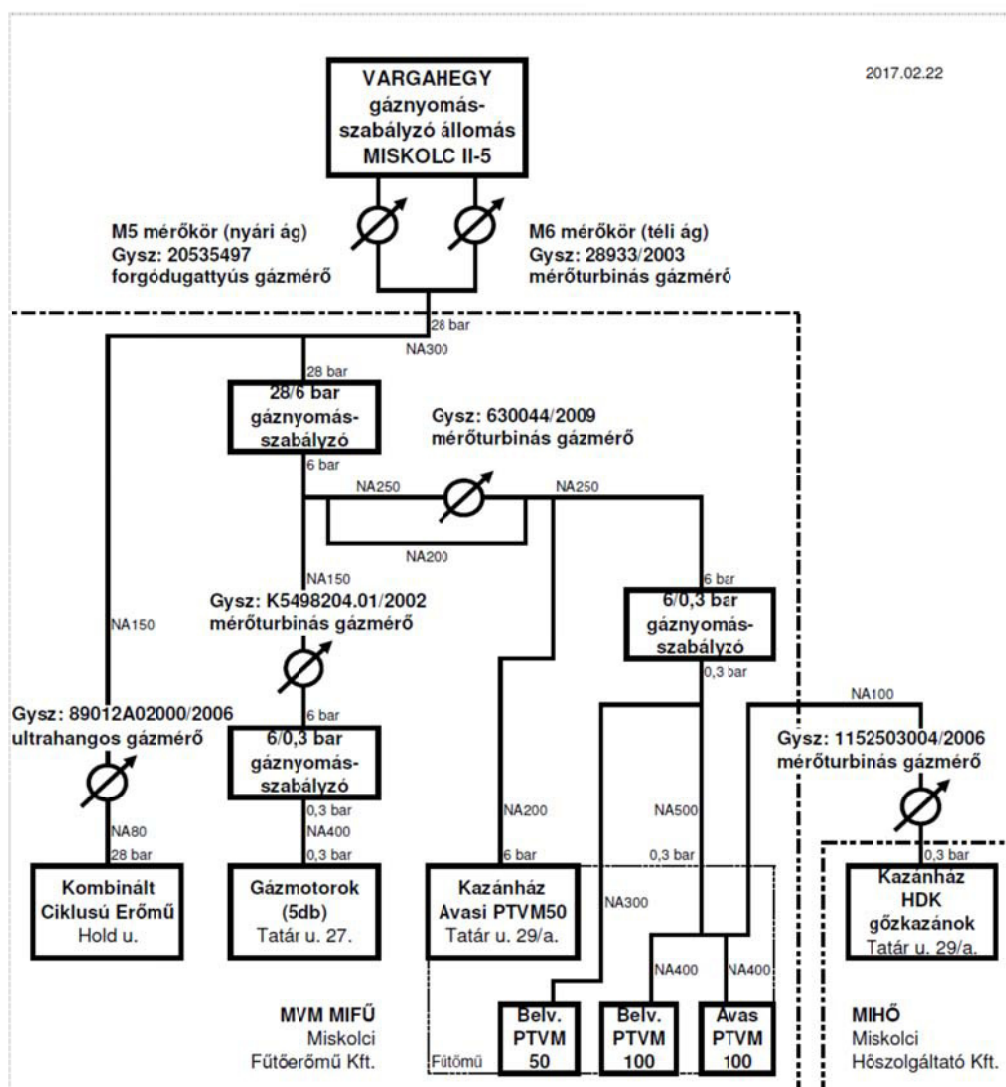 2017.02.22
VARGAHEGY
gáznyomás-
szabályzó állomás
MISKOLC II-5
M5 mérőkör (nyári ág)
Gysz: 20535497
forgódugattyús gázmérő
M6 mérőkör (téli ág)
Gysz: 28933/2003
mérőturbinás gázmérő
28 bar
NA300
28 bar
28/6 bar
gáznyomás-
szabályzó
6 bar
Gysz: 630044/2009
mérőturbinás gázmérő
NA250
NA250
NA200
NA150
Gysz: K5498204.01/2002
mérőturbinás gázmérő
6 bar
6/0,3 bar
gáznyomás-
szabályzó
0,3 bar
NA150
NA100
Gysz: 89012A02000/2006
ultrahangos gázmérő
6 bar
6/0,3 bar
gáznyomás-
szabályzó
0,3 bar
Gysz: 1152503004/2006
mérőturbinás gázmérő
NA80
28 bar
NA400
0,3 bar
NA200
6 bar
NA500
0,3 bar
0,3 bar
Kombinált
Ciklusú Erőmű
Hold u.
Gázmotorok
(5db)
Tatár u. 27.
Kazánház
Avasi PTVM50
Tatár u. 29/a.
Kazánház
HDK
gőzkazánok
Tatár u. 29/a.
NA300
NA400
NA400
MVM MIFŰ
Miskolci
Fűtőerőmű Kft.
Fűtőmű
Belv.
PTVM
50
Belv.
PTVM
100
Avas
PTVM
100
MIHŐ
Miskolci
Hőszolgáltató Kft.